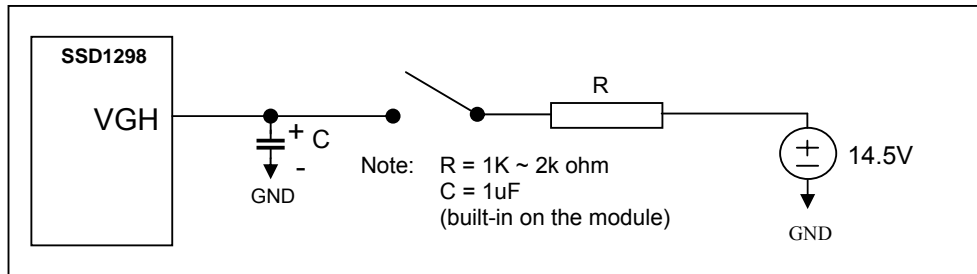 SSD1298
VGH
+
C
-
GND
R
Note: R = 1K ~ 2k ohm
C = 1uF
(built-in on the module)
+
−
14.5V
GND